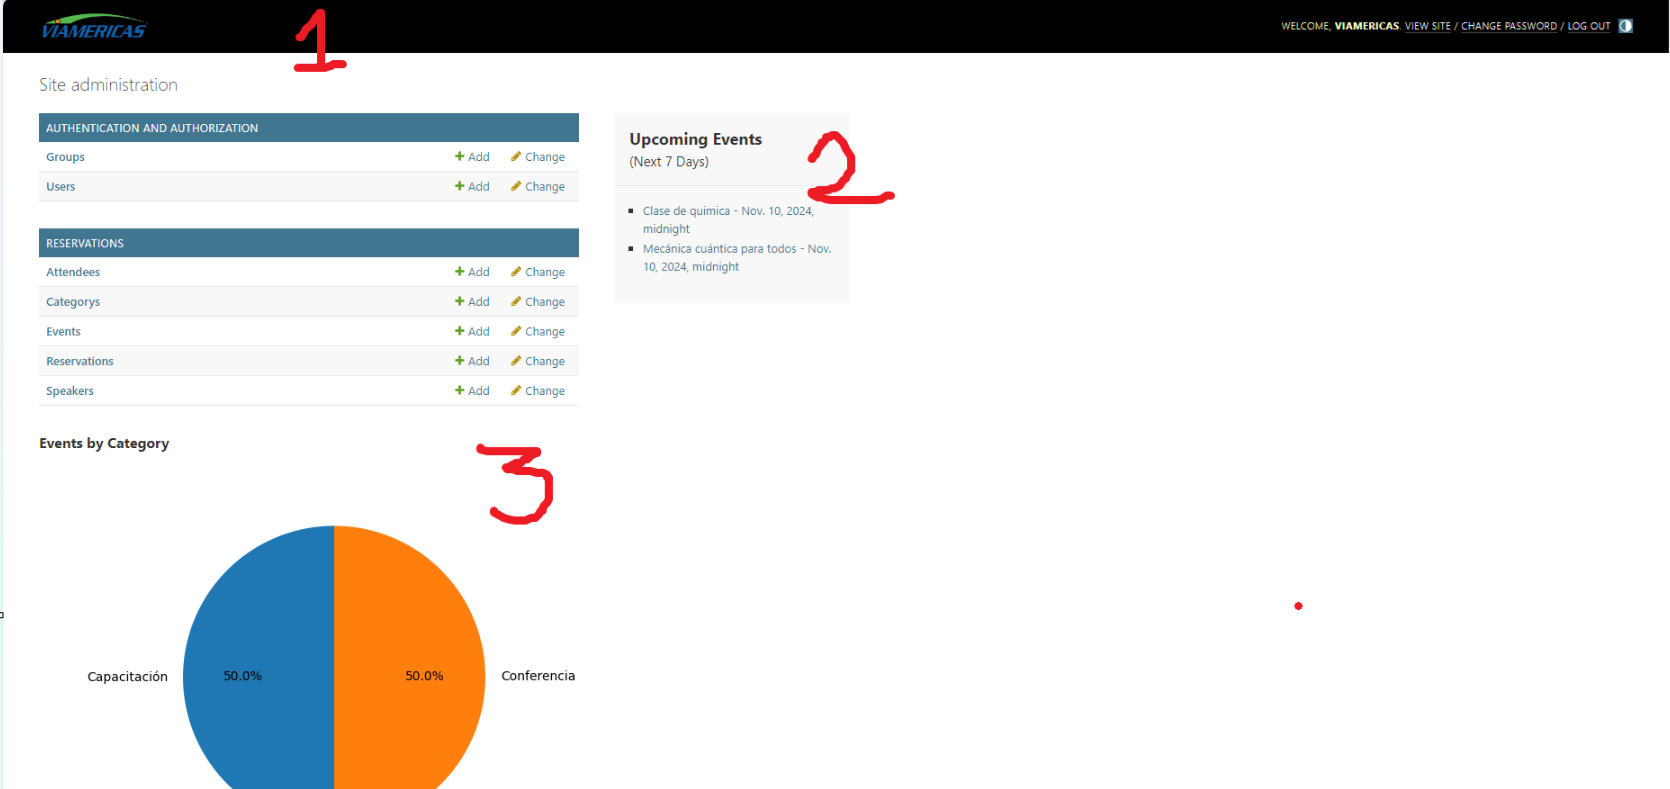 VIAMERICAS
1
WELCOME, VIAMERICAS. VIEW SITE / CHANGE PASSWORD / LOG OUT
Site administration
AUTHENTICATION AND AUTHORIZATION
Groups Add Change
Users Add Change
RESERVATIONS
Attendees Add Change
Categorys Add Change
Events Add Change
Reservations Add Change
Speakers Add Change
Upcoming Events
(Next 7 Days)
2
Clase de quimica - Nov. 10, 2024,
midnight
Mecánica cuántica para todos - Nov.
10, 2024, midnight
Events by Category
3
Capacitación 50.0% 50.0% Conferencia